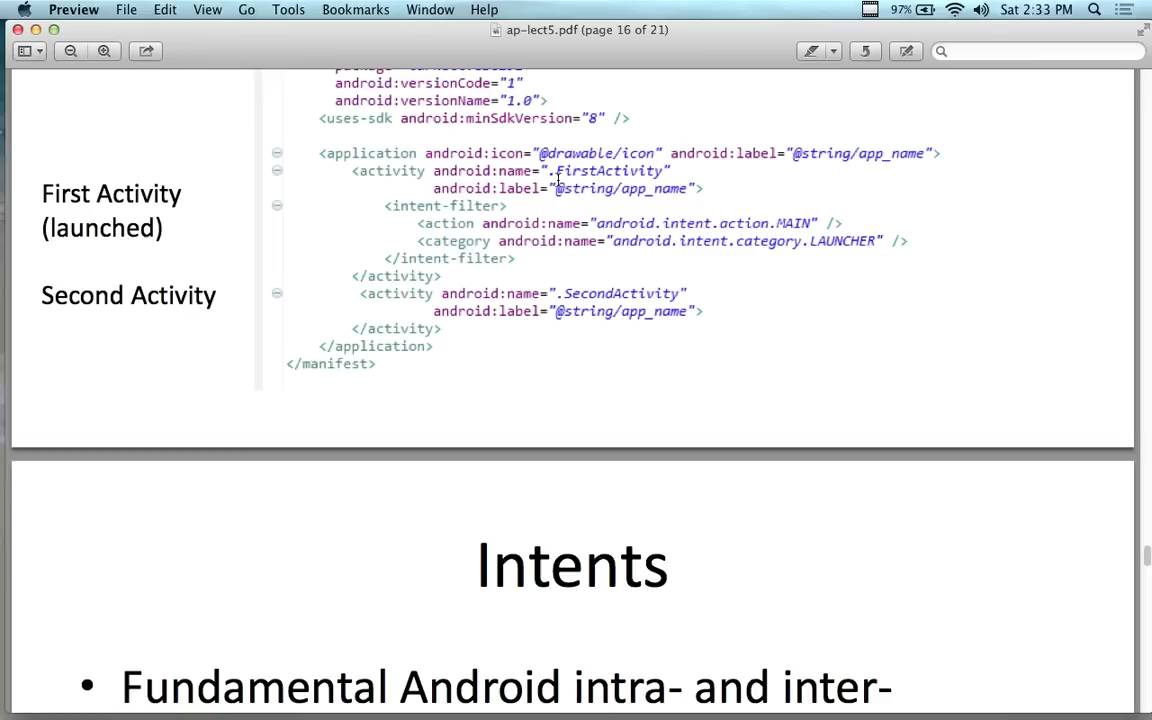 Preview File Edit View Go Tools Bookmarks Window Help 97% Sat 2:33 PM
ap-lect5.pdf (page 16 of 21)
android:versionCode="1"
android:versionName="1.0">
<uses-sdk android:minSdkVersion="8" />
<application android:icon="@drawable/icon" android:label="@string/app_name">
<activity android:name=".FirstActivity"
android:label="@string/app_name">
<intent-filter>
<action android:name="android.intent.action.MAIN" />
<category android:name="android.intent.category.LAUNCHER" />
</intent-filter>
</activity>
<activity android:name=".SecondActivity"
android:label="@string/app_name">
</activity>
</application>
</manifest>
First Activity
(launched)
Second Activity
Intents
• Fundamental Android intra- and inter-